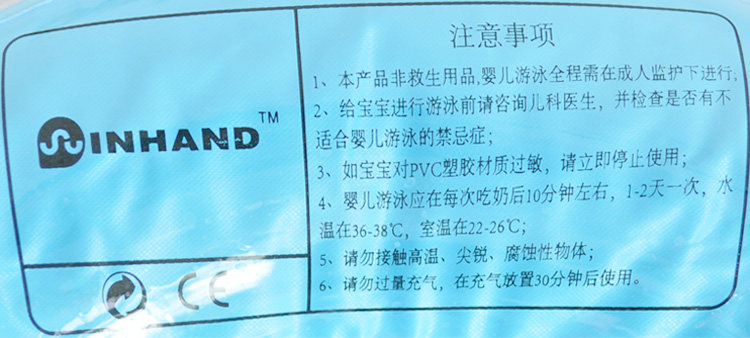 WINHAND™
CE
注意事项
1、本产品非救生用品,婴儿游泳全程需在成人监护下进行;
2、给宝宝进行游泳前请咨询儿科医生，并检查是否有不
适合婴儿游泳的禁忌症；
3、如宝宝对PVC塑胶材质过敏，请立即停止使用；
4、婴儿游泳应在每次吃奶后10分钟左右，1-2天一次，水
温在36-38℃，室温在22-26℃；
5、请勿接触高温、尖锐、腐蚀性物体；
6、请勿过量充气，在充气放置30分钟后使用。